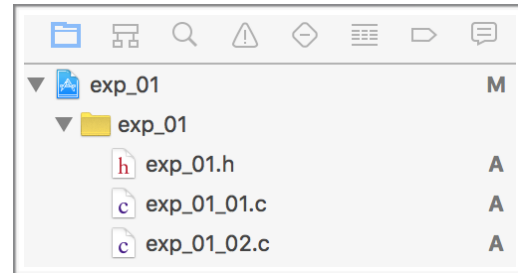 exp_01 M
exp_01
h exp_01.h A
c exp_01_01.c A
c exp_01_02.c A